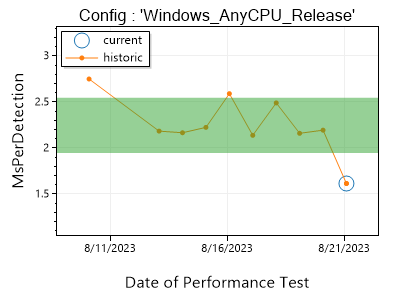 Config : 'Windows_AnyCPU_Release'
current
historic
MsPerDetection
3
2.5
2
1.5
8/11/2023
8/16/2023
8/21/2023
Date of Performance Test